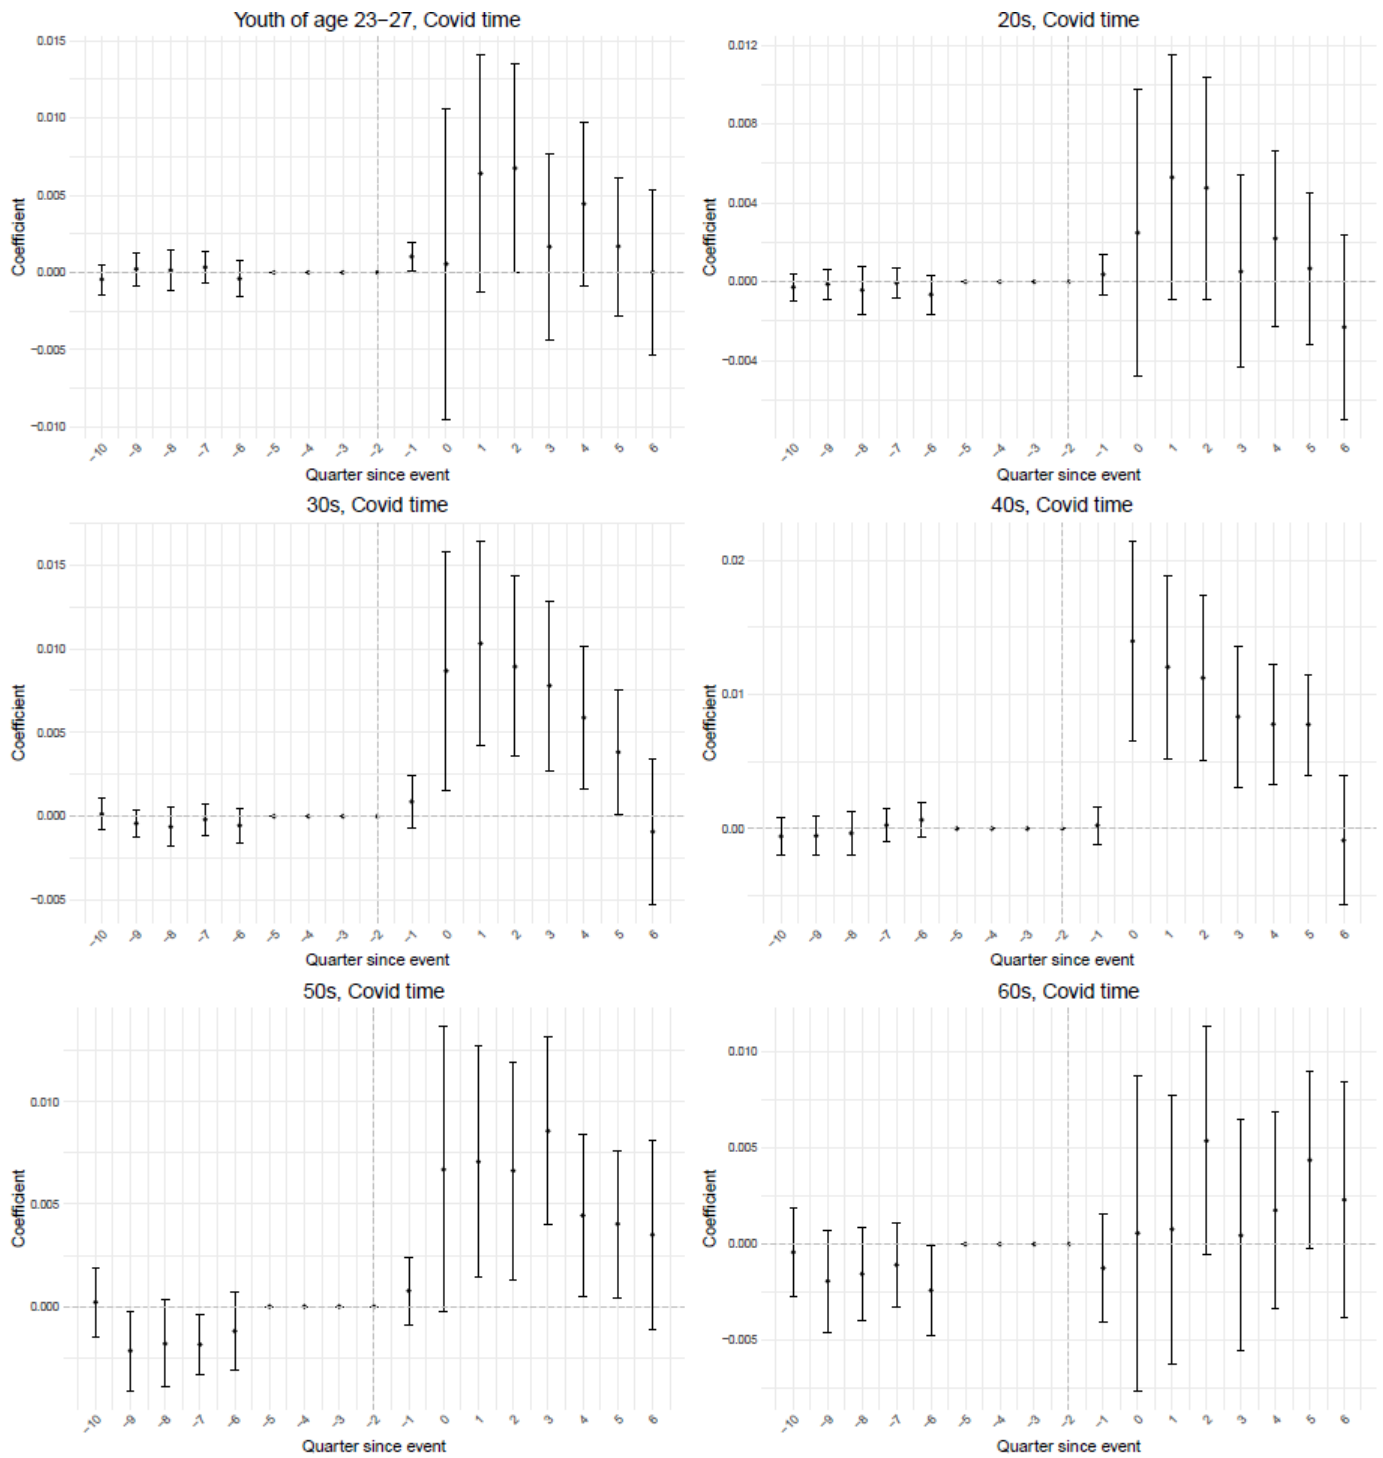 Youth of age 23−27, Covid time
0.015
0.010
0.005
0.000
−0.005
−0.010
Coefficient
−10 −9 −8 −7 −6 −5 −4 −3 −2 −1 0 1 2 3 4 5 6
Quarter since event
20s, Covid time
0.012
0.008
0.004
0.000
−0.004
Coefficient
−10 −9 −8 −7 −6 −5 −4 −3 −2 −1 0 1 2 3 4 5 6
Quarter since event
30s, Covid time
0.015
0.010
0.005
0.000
−0.005
Coefficient
−10 −9 −8 −7 −6 −5 −4 −3 −2 −1 0 1 2 3 4 5 6
Quarter since event
40s, Covid time
0.02
0.01
0.00
Coefficient
−10 −9 −8 −7 −6 −5 −4 −3 −2 −1 0 1 2 3 4 5 6
Quarter since event
50s, Covid time
0.010
0.005
0.000
Coefficient
−10 −9 −8 −7 −6 −5 −4 −3 −2 −1 0 1 2 3 4 5 6
Quarter since event
60s, Covid time
0.010
0.005
0.000
−0.005
Coefficient
−10 −9 −8 −7 −6 −5 −4 −3 −2 −1 0 1 2 3 4 5 6
Quarter since event